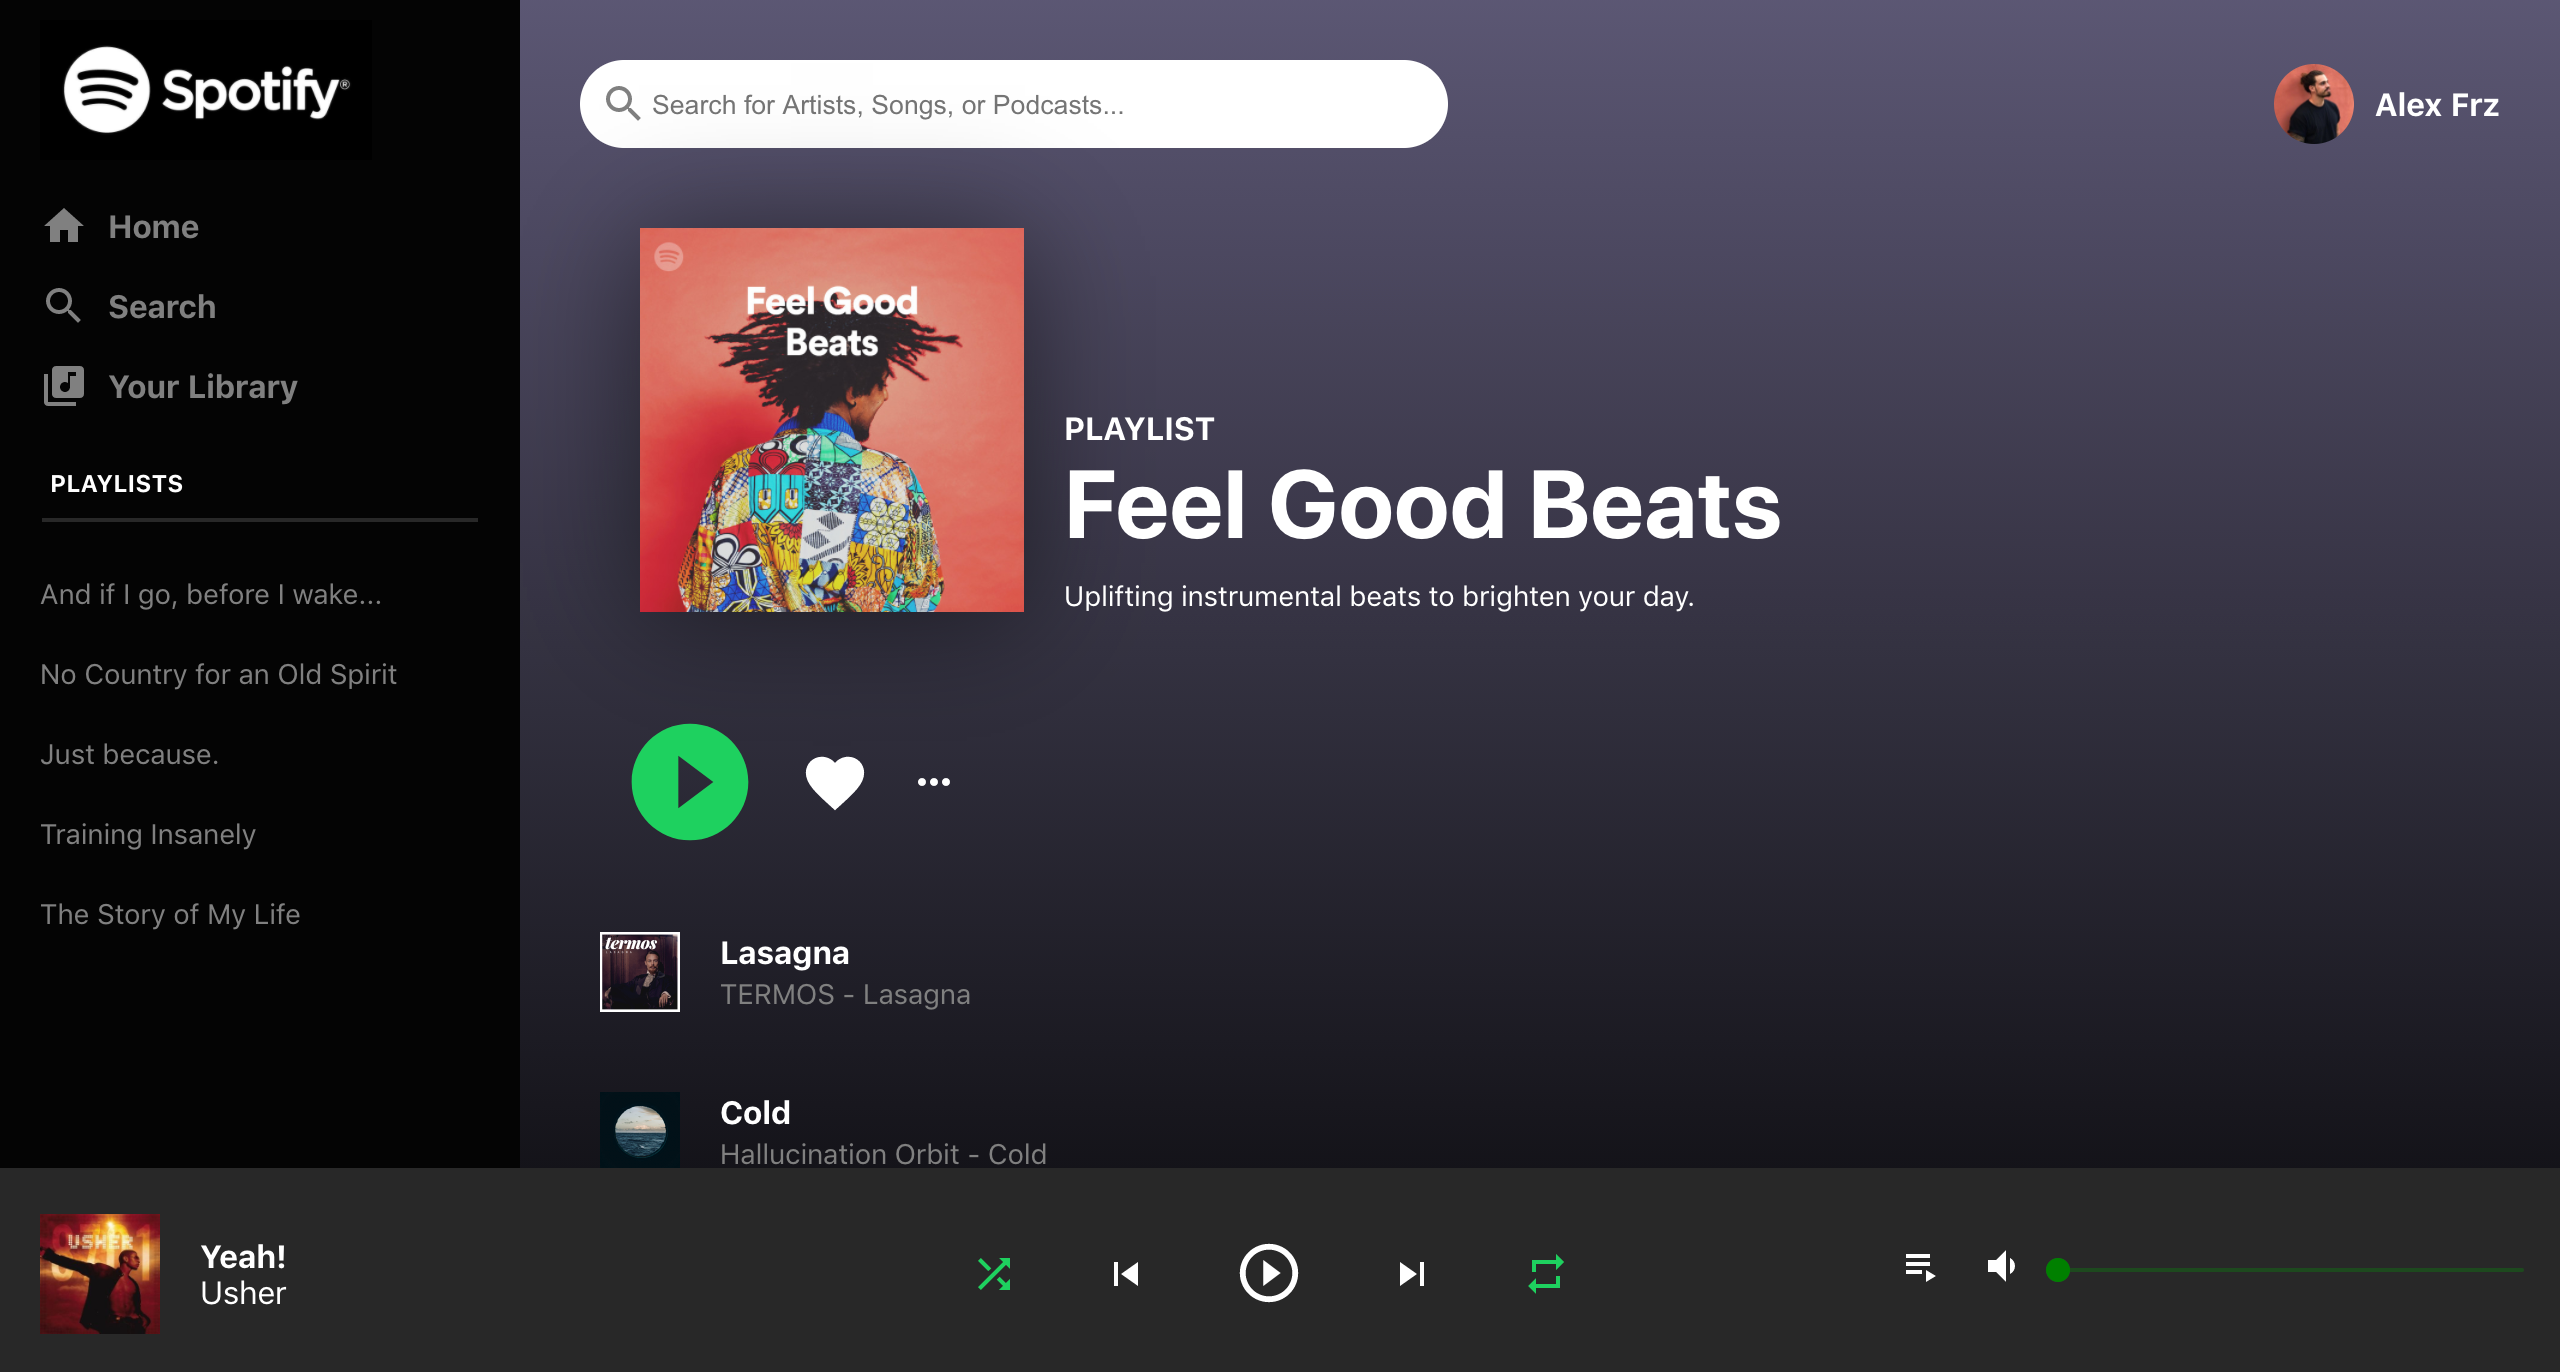 Spotify®
Home
Search
Your Library
PLAYLISTS
And if I go, before I wake...
No Country for an Old Spirit
Just because.
Training Insanely
The Story of My Life
Search for Artists, Songs, or Podcasts...
Alex Frz
Feel Good
Beats
PLAYLIST
Feel Good Beats
Uplifting instrumental beats to brighten your day.
termos
Lasagna
TERMOS - Lasagna
Cold
Hallucination Orbit - Cold
USHER
Yeah!
Usher